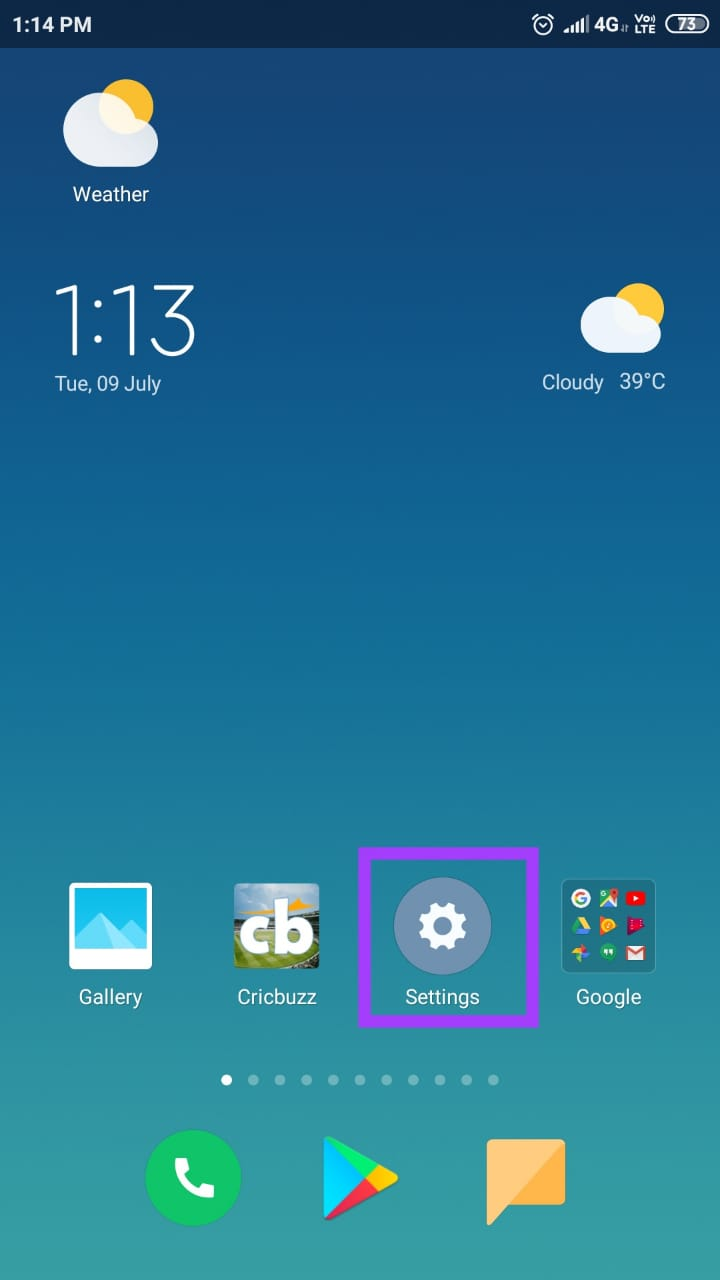 1:14 PM 4G Vo)) LTE 73
Weather
1:13
Tue, 09 July
Cloudy 39°C
cb
Gallery Cricbuzz Settings Google